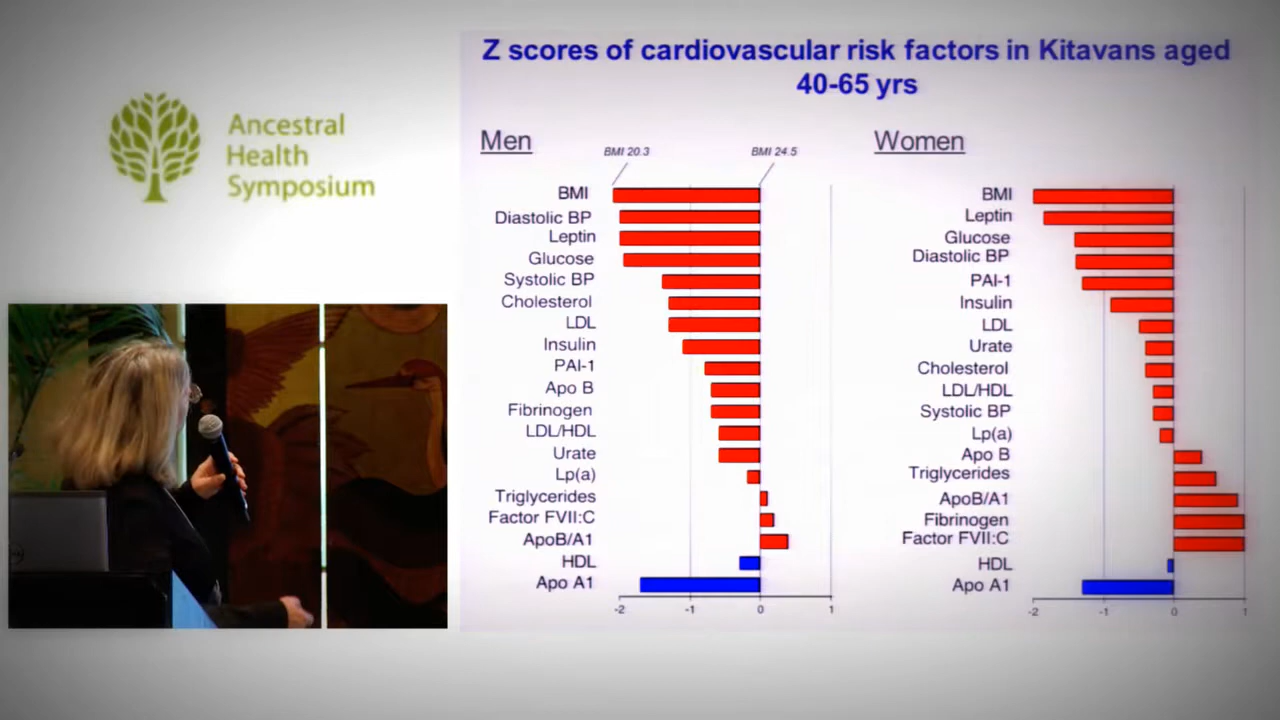 Ancestral
Health
Symposium
Z scores of cardiovascular risk factors in Kitavans aged
40-65 yrs
Men
BMI 20.3
BMI 24.5
BMI
Diastolic BP
Leptin
Glucose
Systolic BP
Cholesterol
LDL
Insulin
PAI-1
Apo B
Fibrinogen
LDL/HDL
Urate
Lp(a)
Triglycerides
Factor FVII:C
ApoB/A1
HDL
Apo A1
-2 -1 0 1
Women
BMI
Leptin
Glucose
Diastolic BP
PAI-1
Insulin
LDL
Urate
Cholesterol
LDL/HDL
Systolic BP
Lp(a)
Apo B
Triglycerides
ApoB/A1
Fibrinogen
Factor FVII:C
HDL
Apo A1
-2 -1 0 1